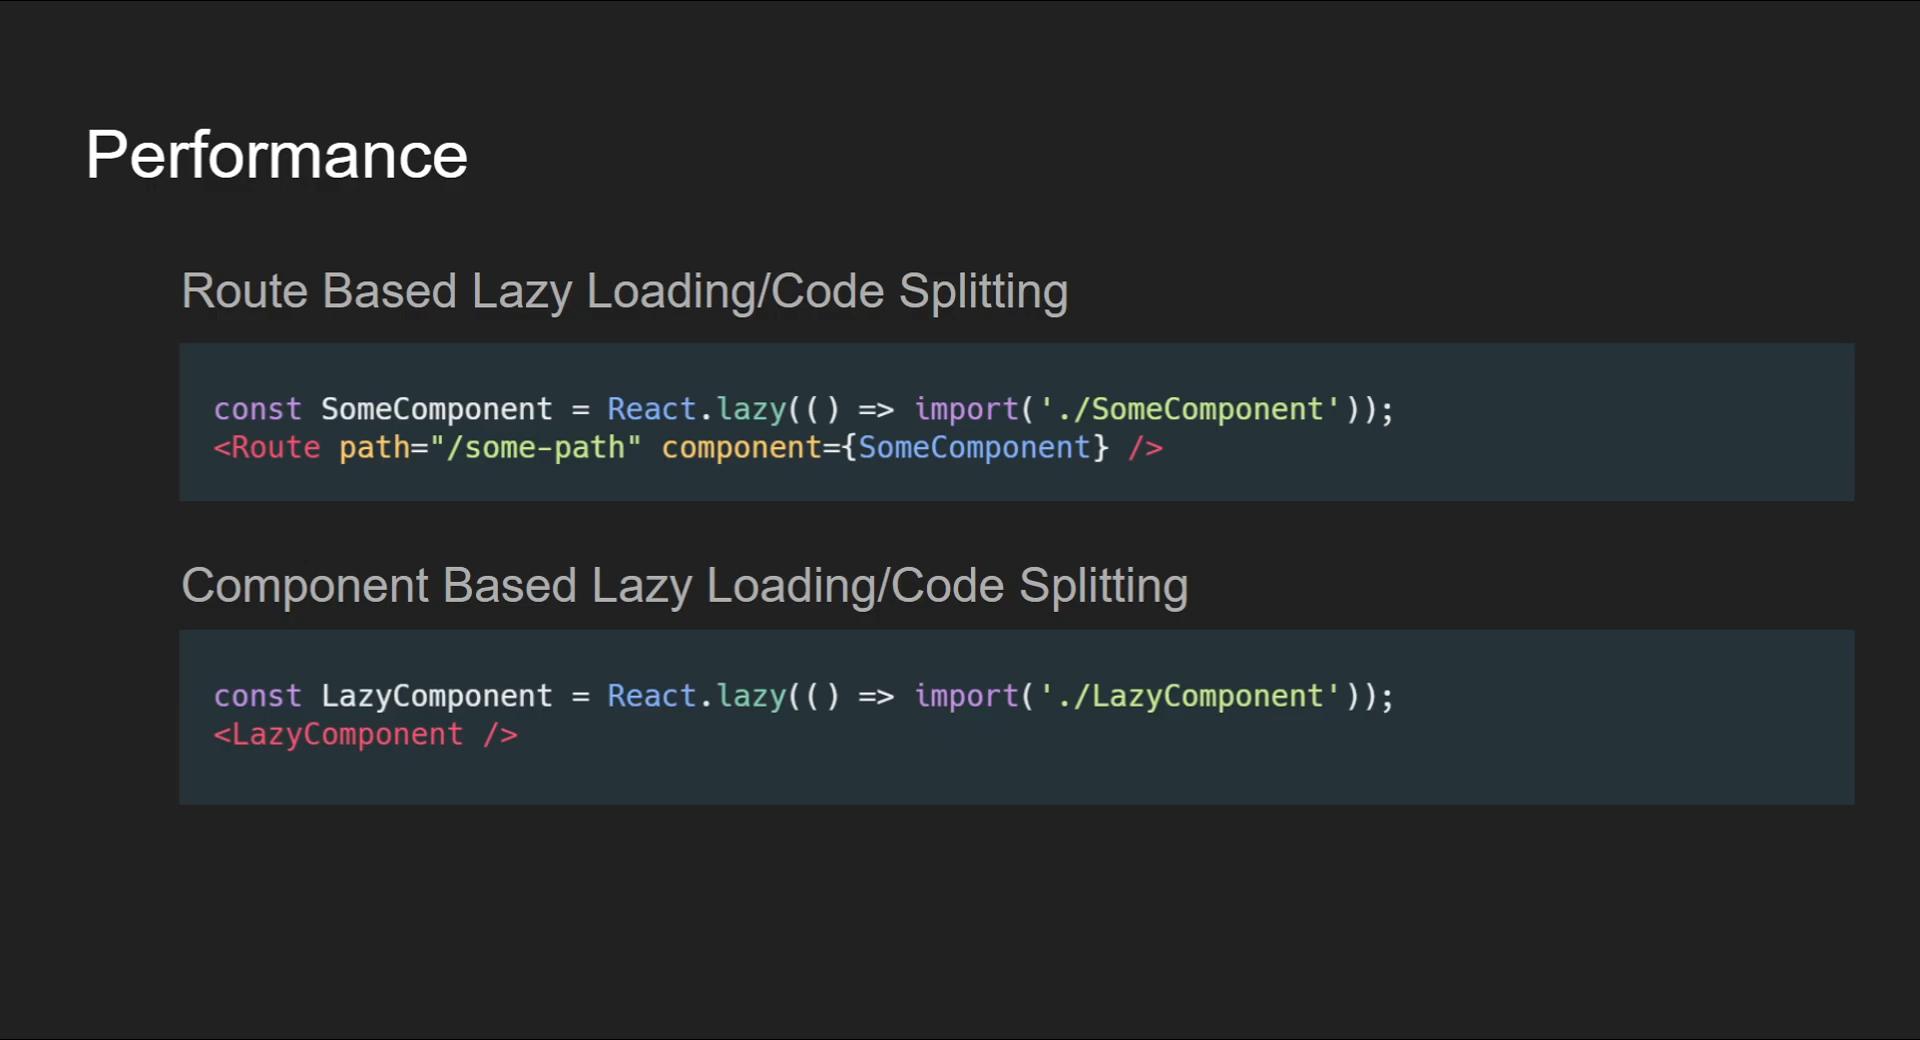 Performance
Route Based Lazy Loading/Code Splitting
const SomeComponent = React.lazy(() => import('./SomeComponent'));
<Route path="/some-path" component={SomeComponent} />
Component Based Lazy Loading/Code Splitting
const LazyComponent = React.lazy(() => import('./LazyComponent'));
<LazyComponent />